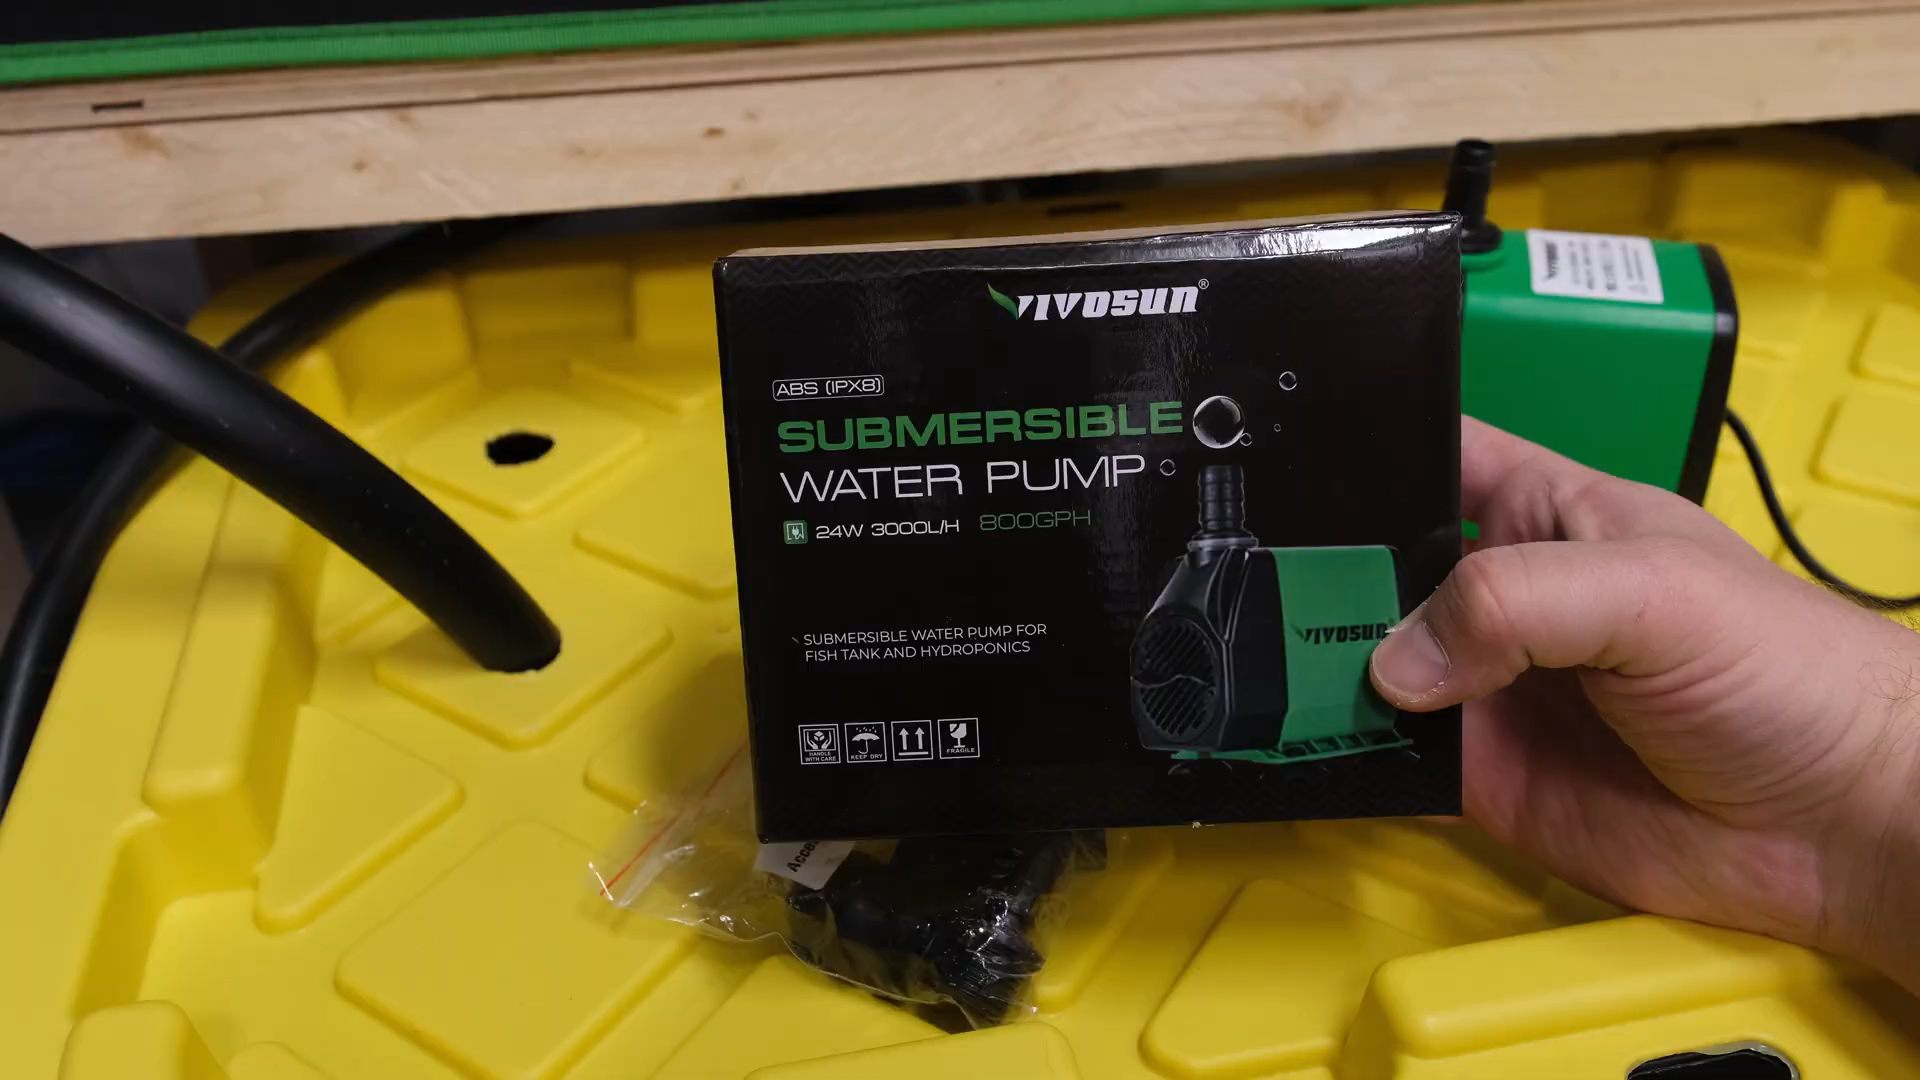 VIVOSUN®
ABS (IPX8)
SUBMERSIBLE
WATER PUMP
24W 3000L/H 800GPH
SUBMERSIBLE WATER PUMP FOR
FISH TANK AND HYDROPONICS
VIVOSUN
HANDLE
WITH CARE
KEEP DRY
FRAGILE